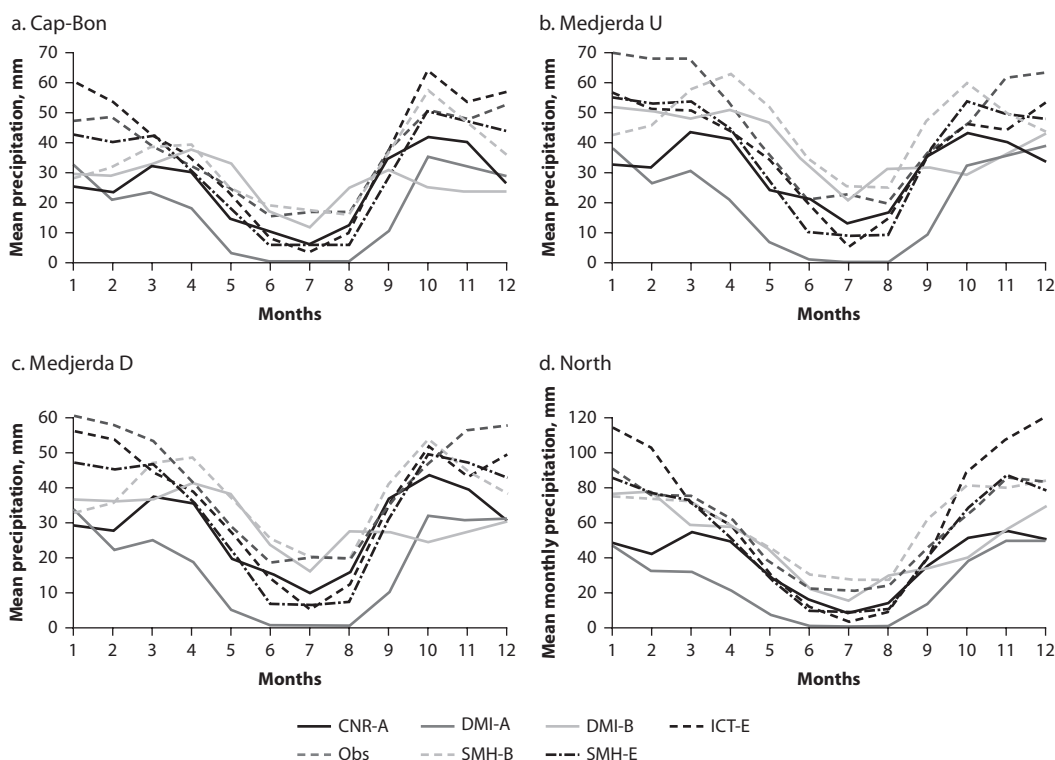 a. Cap-Bon
b. Medjerda U
Mean precipitation, mm
70
60
50
40
30
20
10
0
1 2 3 4 5 6 7 8 9 10 11 12
Months
Mean precipitation, mm
70
60
50
40
30
20
10
0
1 2 3 4 5 6 7 8 9 10 11 12
Months
c. Medjerda D
d. North
Mean precipitation, mm
60
50
40
30
20
10
0
1 2 3 4 5 6 7 8 9 10 11 12
Months
Mean monthly precipitation, mm
120
100
80
60
40
20
0
1 2 3 4 5 6 7 8 9 10 11 12
Months
CNR-A DMI-A DMI-B ICT-E
Obs SMH-B SMH-E